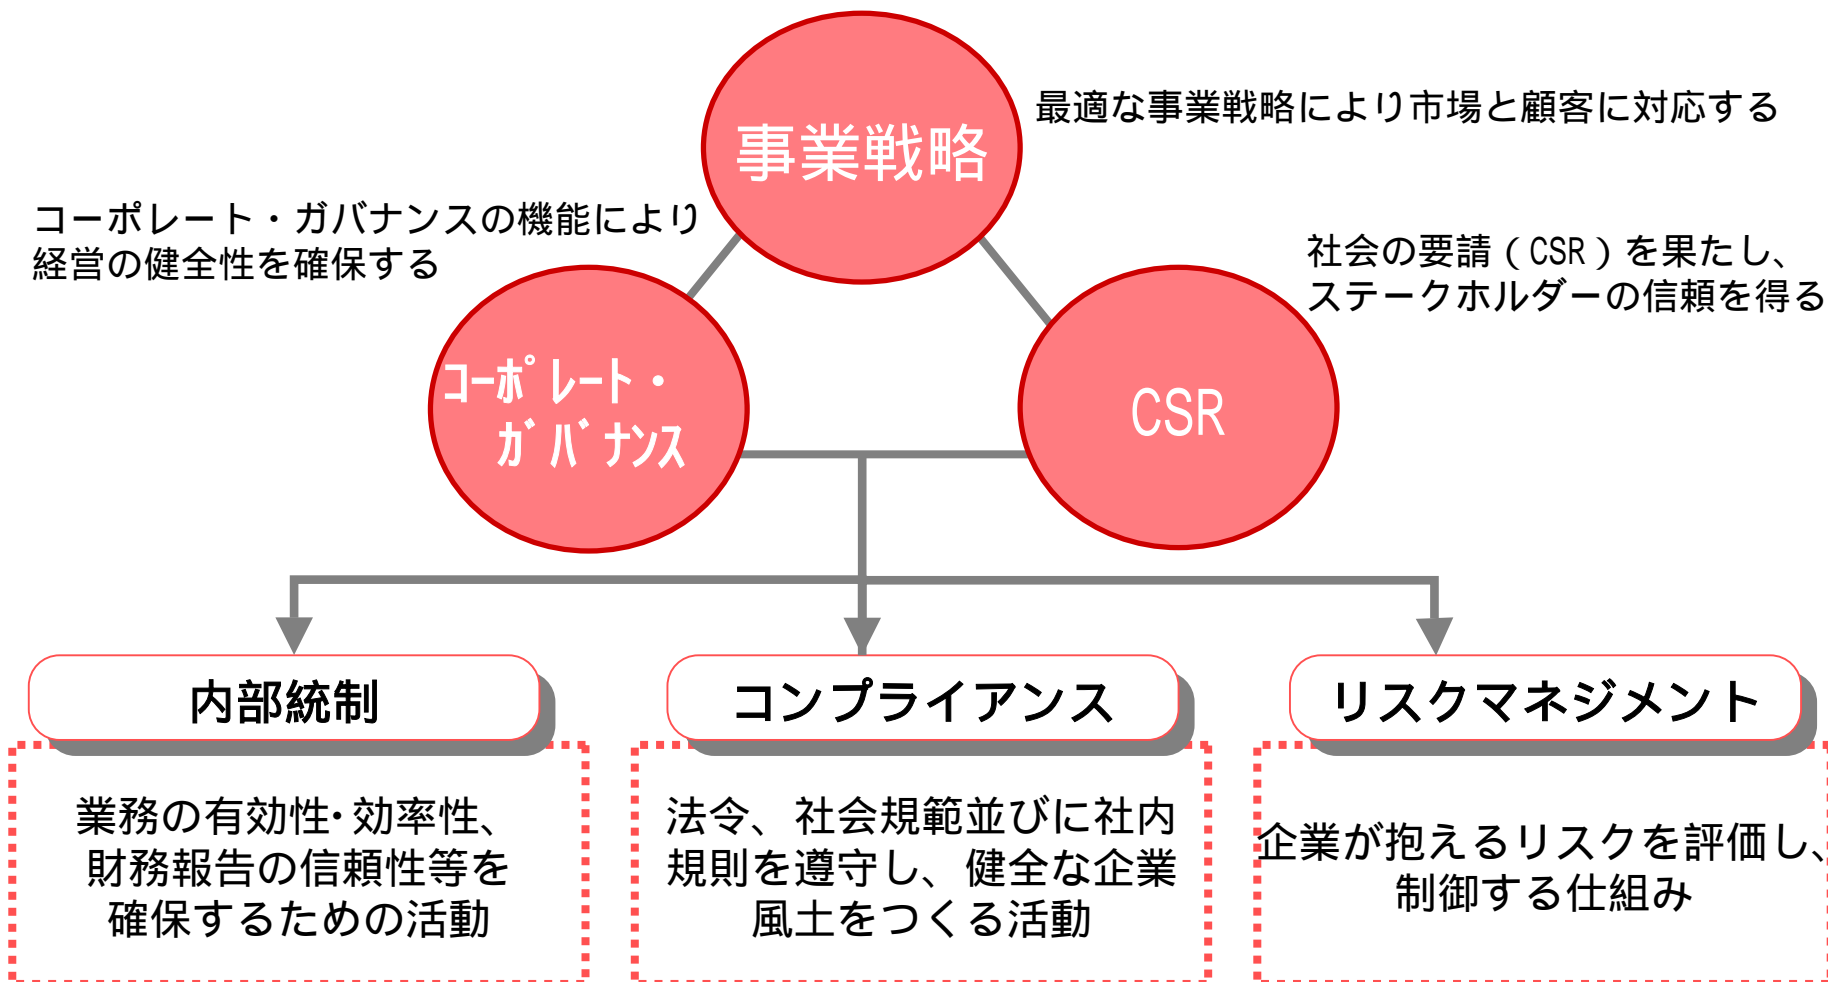 事業戦略
最適な事業戦略により市場と顧客に対応する
コーポレート・ガバナンスの機能により
経営の健全性を確保する
社会の要請（CSR）を果たし、
ステークホルダーの信頼を得る
ｺｰﾎﾟﾚｰﾄ・
ｶﾞﾊﾞﾅﾝｽ
CSR
内部統制
コンプライアンス
リスクマネジメント
業務の有効性・効率性、
財務報告の信頼性等を
確保するための活動
法令、社会規範並びに社内
規則を遵守し、健全な企業
風土をつくる活動
企業が抱えるリスクを評価し、
制御する仕組み